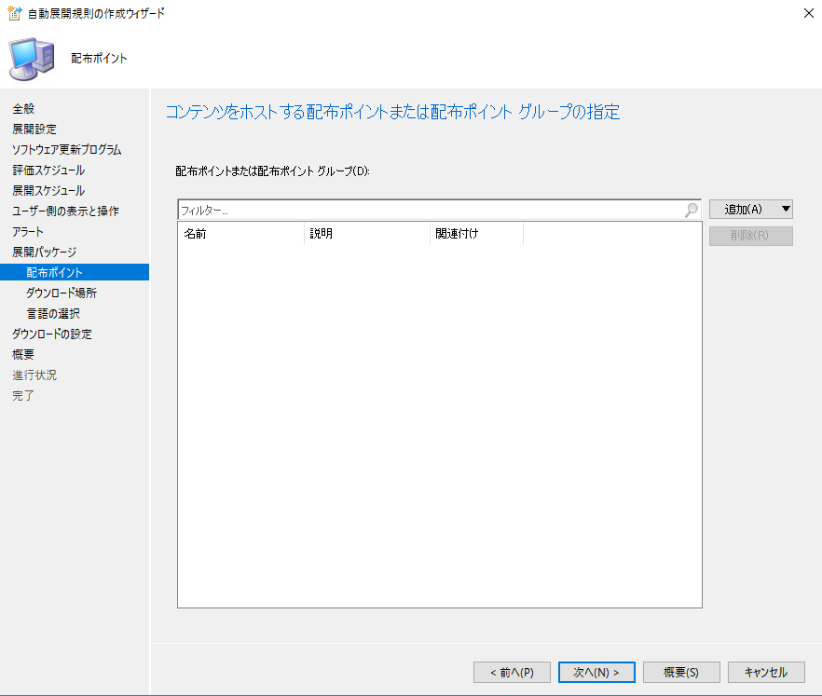 自動展開規則の作成ウィザード
配布ポイント
全般
展開設定
ソフトウェア更新プログラム
評価スケジュール
展開スケジュール
ユーザー側の表示と操作
アラート
展開パッケージ
配布ポイント
ダウンロード場所
言語の選択
ダウンロードの設定
概要
進行状況
完了
コンテンツをホストする配布ポイントまたは配布ポイント グループの指定
配布ポイントまたは配布ポイント グループ(D):
フィルター...
追加(A)
削除(R)
名前 説明 関連付け
< 前へ(P) 次へ(N) > 概要(S) キャンセル